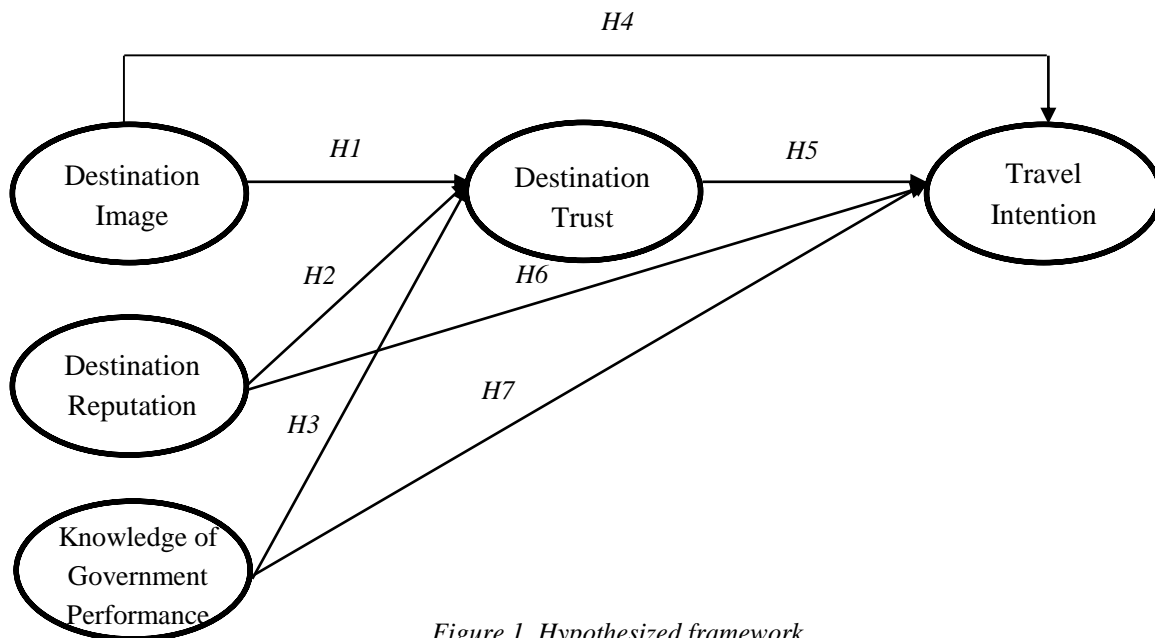 H4
H1
H5
Destination
Image
Destination
Trust
Travel
Intention
H2
H6
Destination
Reputation
H3
H7
Knowledge of
Government
Performance
Figure 1. Hypothesized framework